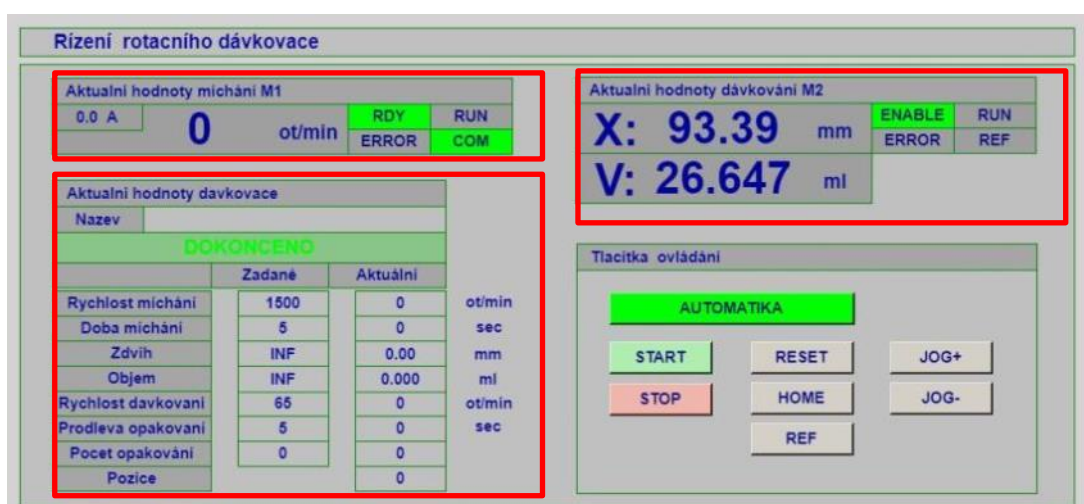 Rízení rotacního dávkovace
Aktualni hodnoty míchání M1
0.0 A
0 ot/min
RDY RUN
ERROR COM
Aktualni hodnoty dávkování M2
X: 93.39 mm
ENABLE RUN
ERROR REF
V: 26.647 ml
Aktualni hodnoty davkovace
Nazev
DOKONCENO
Zadané Aktuální
Rychlost míchání 1500 0 ot/min
Doba míchání 5 0 sec
Zdvih INF 0.00 mm
Objem INF 0.000 ml
Rychlost davkovani 65 0 ot/min
Prodleva opakovani 5 0 sec
Pocet opakování 0 0
Pozice 0
Tlacitka ovládání
AUTOMATIKA
START RESET JOG+
STOP HOME JOG-
REF